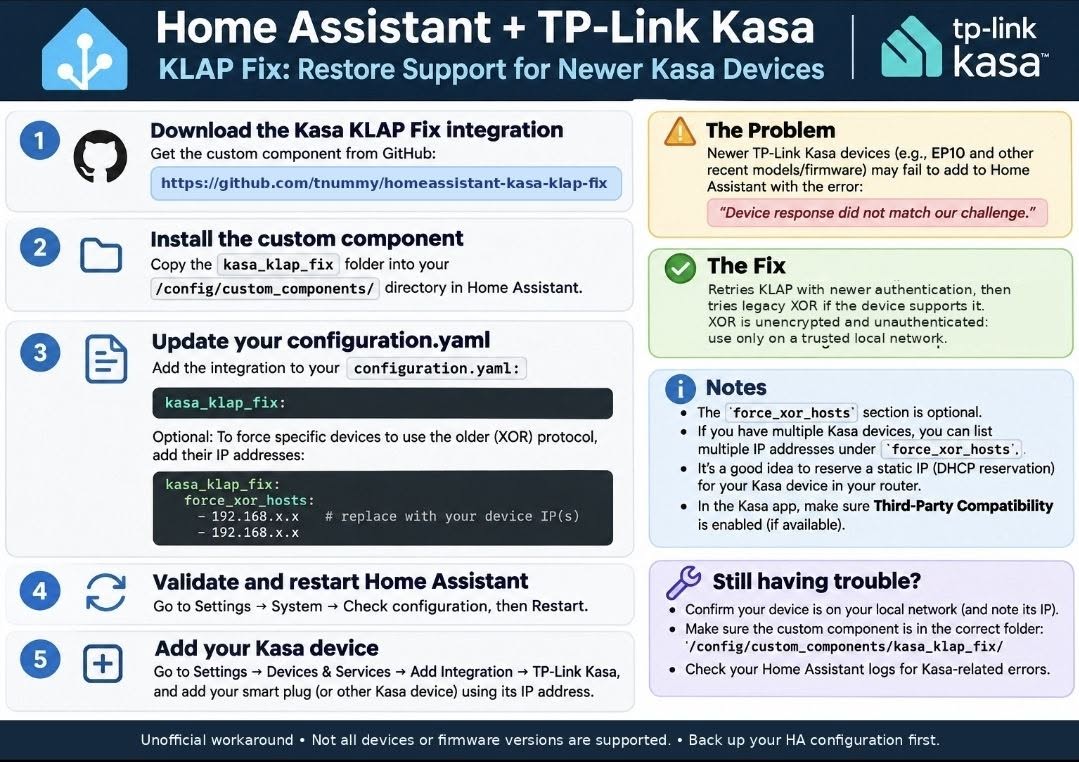 Home Assistant + TP-Link Kasa
KLAP Fix: Restore Support for Newer Kasa Devices
tp-link
kasa™
1
Download the Kasa KLAP Fix integration
Get the custom component from GitHub:
https://github.com/tnummy/homeassistant-kasa-klap-fix
2
Install the custom component
Copy the kasa_klap_fix folder into your
/config/custom_components/ directory in Home Assistant.
3
Update your configuration.yaml
Add the integration to your configuration.yaml:
kasa_klap_fix:
Optional: To force specific devices to use the older (XOR) protocol,
add their IP addresses:
kasa_klap_fix:
force_xor_hosts:
– 192.168.x.x # replace with your device IP(s)
– 192.168.x.x
4
Validate and restart Home Assistant
Go to Settings → System → Check configuration, then Restart.
5
Add your Kasa device
Go to Settings → Devices & Services → Add Integration → TP-Link Kasa,
and add your smart plug (or other Kasa device) using its IP address.
The Problem
Newer TP-Link Kasa devices (e.g., EP10 and other
recent models/firmware) may fail to add to Home
Assistant with the error:
“Device response did not match our challenge.”
The Fix
Retries KLAP with newer authentication, then
tries legacy XOR if the device supports it.
XOR is unencrypted and unauthenticated:
use only on a trusted local network.
Notes
• The `force_xor_hosts` section is optional.
• If you have multiple Kasa devices, you can list
multiple IP addresses under `force_xor_hosts`.
• It's a good idea to reserve a static IP (DHCP reservation)
for your Kasa device in your router.
• In the Kasa app, make sure Third-Party Compatibility
is enabled (if available).
Still having trouble?
• Confirm your device is on your local network (and note its IP).
• Make sure the custom component is in the correct folder:
'/config/custom_components/kasa_klap_fix/
• Check your Home Assistant logs for Kasa-related errors.
Unofficial workaround • Not all devices or firmware versions are supported. • Back up your HA configuration first.